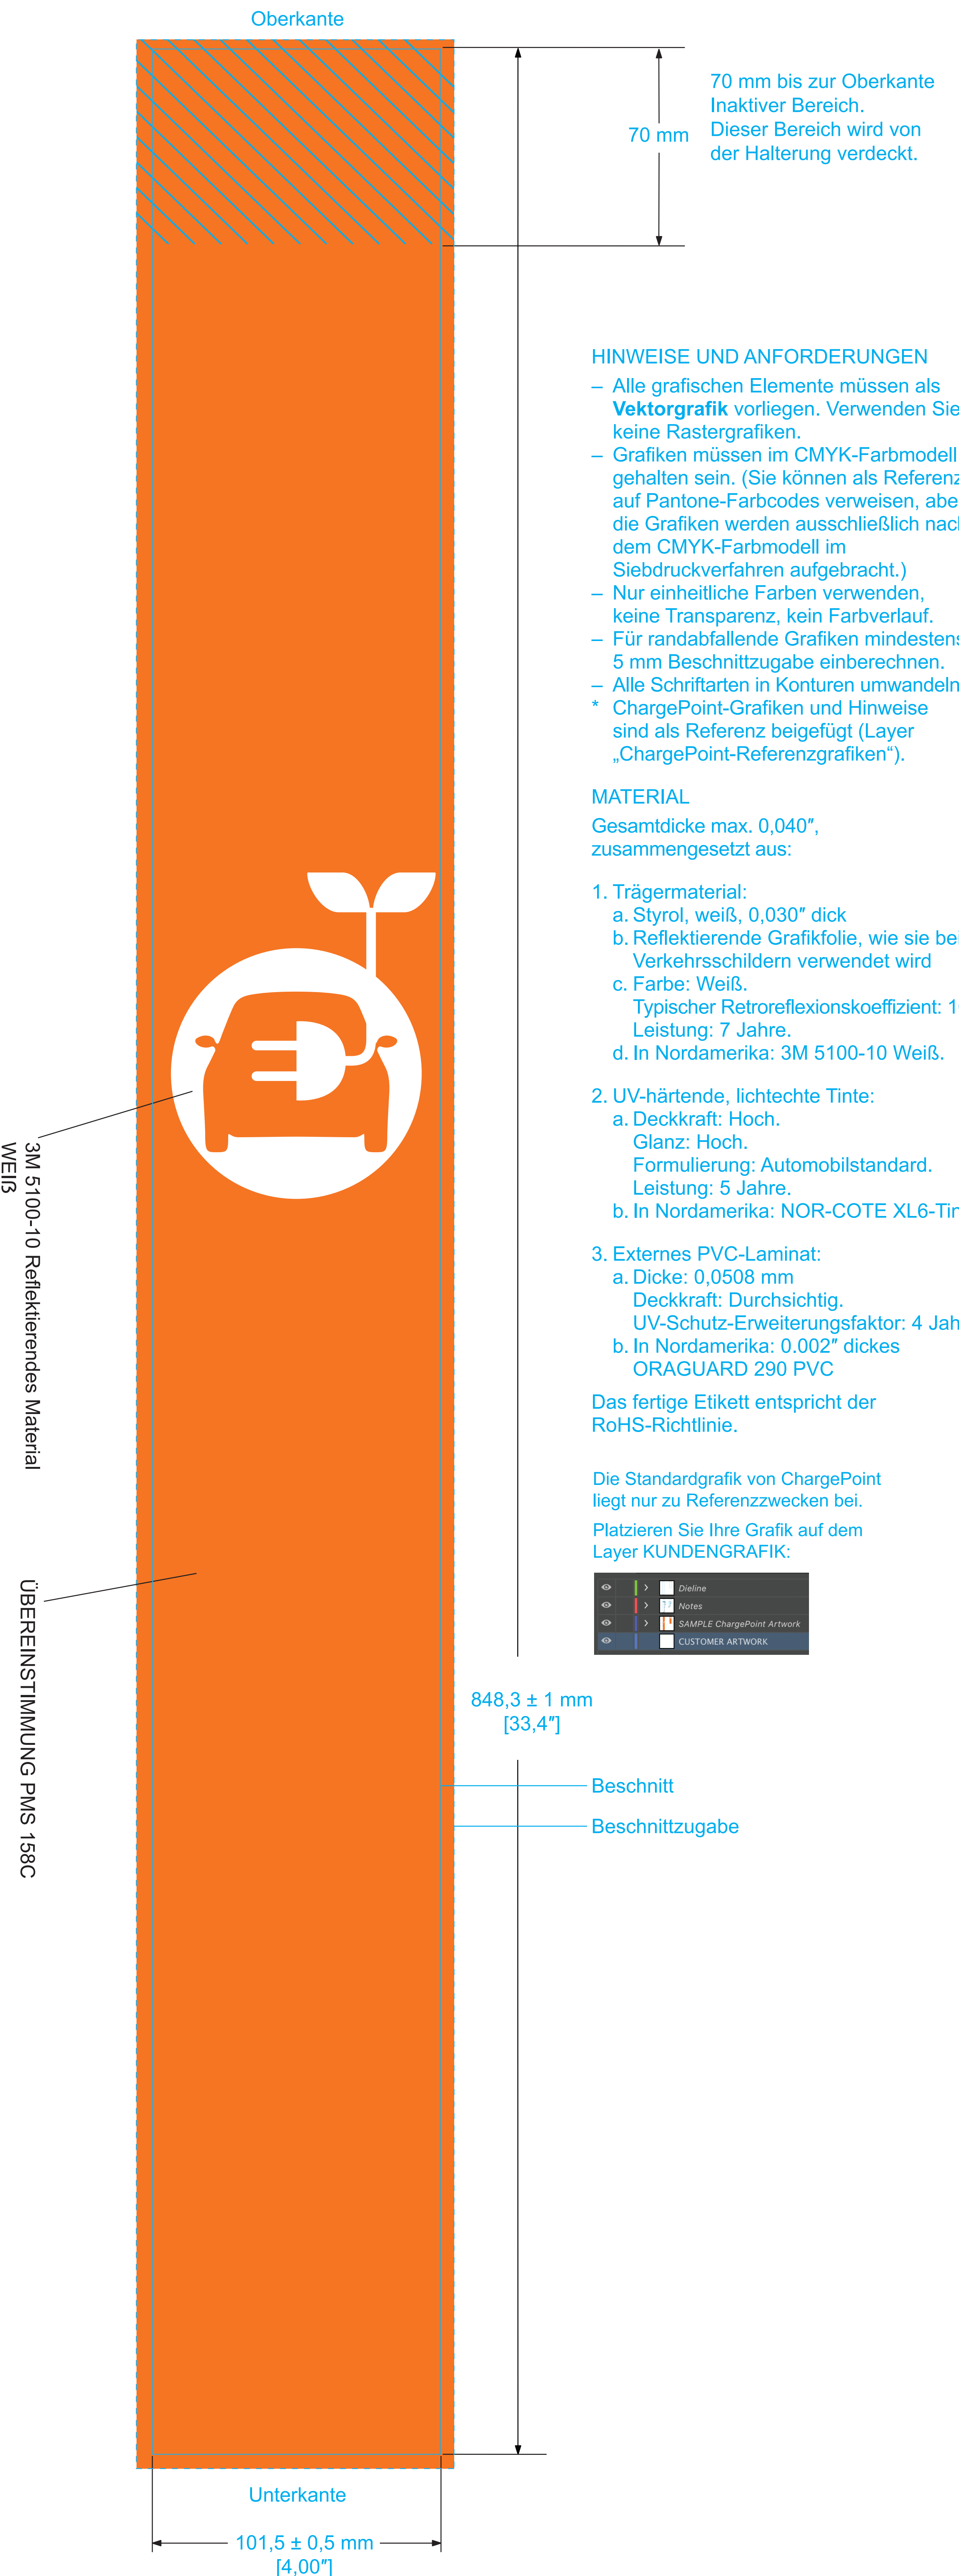 Oberkante
70 mm bis zur Oberkante
Inaktiver Bereich.
Dieser Bereich wird von
der Halterung verdeckt.
70 mm
HINWEISE UND ANFORDERUNGEN
– Alle grafischen Elemente müssen als
Vektorgrafik vorliegen. Verwenden Sie
keine Rastergrafiken.
– Grafiken müssen im CMYK-Farbmodell
gehalten sein. (Sie können als Referenz
auf Pantone-Farbcodes verweisen,
die Grafiken werden ausschließlich
dem CMYK-Farbmodell im
Siebdruckverfahren aufgebracht.)
– Nur einheitliche Farben verwenden,
keine Transparenz, kein Farbverlauf.
– Für randabfallende Grafiken mindestens
5 mm Beschnittzugabe einberechnen.
– Alle Schriftarten in Konturen umwandeln
* ChargePoint-Grafiken und Hinweise
sind als Referenz beigefügt (Layer
„ChargePoint-Referenzgrafiken“).
MATERIAL
Gesamtdicke max. 0,040″,
zusammengesetzt aus:
1. Trägermaterial:
a. Styrol, weiß, 0,030″ dick
b. Reflektierende Grafikfolie, wie sie bei
Verkehrsschildern verwendet wird
c. Farbe: Weiß.
Typischer Retroreflexionskoeffizient:
Leistung: 7 Jahre.
d. In Nordamerika: 3M 5100-10 Weiß.
2. UV-härtende, lichtechte Tinte:
a. Deckkraft: Hoch.
Glanz: Hoch.
Formulierung: Automobilstandard.
Leistung: 5 Jahre.
b. In Nordamerika: NOR-COTE
3. Externes PVC-Laminat:
a. Dicke: 0,0508 mm
Deckkraft: Durchsichtig.
UV-Schutz-Erweiterungsfaktor: 4
b. In Nordamerika: 0.002″ dickes
ORAGUARD 290 PVC
Das fertige Etikett entspricht der
RoHS-Richtlinie.
Die Standardgrafik von ChargePoint
liegt nur zu Referenzzwecken bei.
Platzieren Sie Ihre Grafik auf dem
Layer KUNDENGRAFIK:
Dieline
Notes
SAMPLE ChargePoint Artwork
CUSTOMER ARTWORK
3M 5100-10 Reflektierendes Material
WEIß
ÜBEREINSTIMMUNG PMS 158C
848,3 ± 1 mm
[33,4″]
Beschnitt
Beschnittzugabe
Unterkante
101,5 ± 0,5 mm
[4,00″]